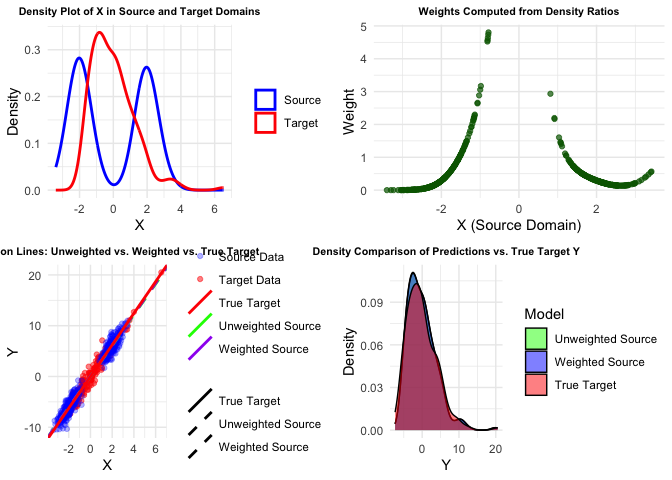 Density Plot of X in Source and Target Domains
0.3
0.2
0.1
0.0
Density
-2 0 2 4 6
X
Source
Target
Weights Computed from Density Ratios
5
4
3
2
1
0
Weight
-2 0 2
X (Source Domain)
on Lines: Unweighted vs. Weighted vs. True Target
20
10
0
-10
Y
-2 0 2 4 6
X
Source Data
Target Data
True Target
Unweighted Source
Weighted Source
True Target
Unweighted Source
Weighted Source
Density Comparison of Predictions vs. True Target Y
0.09
0.06
0.03
0.00
Density
0 10 20
Y
Model
Unweighted Source
Weighted Source
True Target